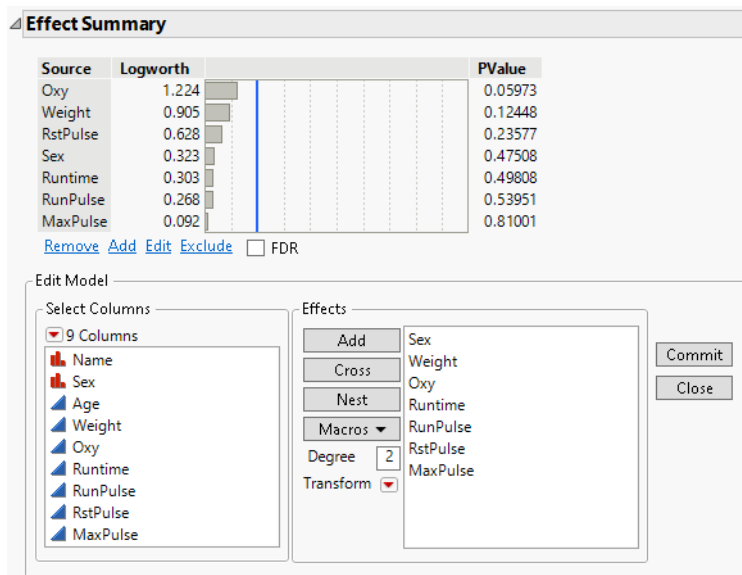 Effect Summary
Source Logworth PValue
Oxy 1.224 0.05973
Weight 0.905 0.12448
RstPulse 0.628 0.23577
Sex 0.323 0.47508
Runtime 0.303 0.49808
RunPulse 0.268 0.53951
MaxPulse 0.092 0.81001
Remove Add Edit Exclude FDR
Edit Model
Select Columns
9 Columns
Name
Sex
Age
Weight
Oxy
Runtime
RunPulse
RstPulse
MaxPulse
Effects
Add
Cross
Nest
Macros
Degree 2
Transform
Sex
Weight
Oxy
Runtime
RunPulse
RstPulse
MaxPulse
Commit
Close